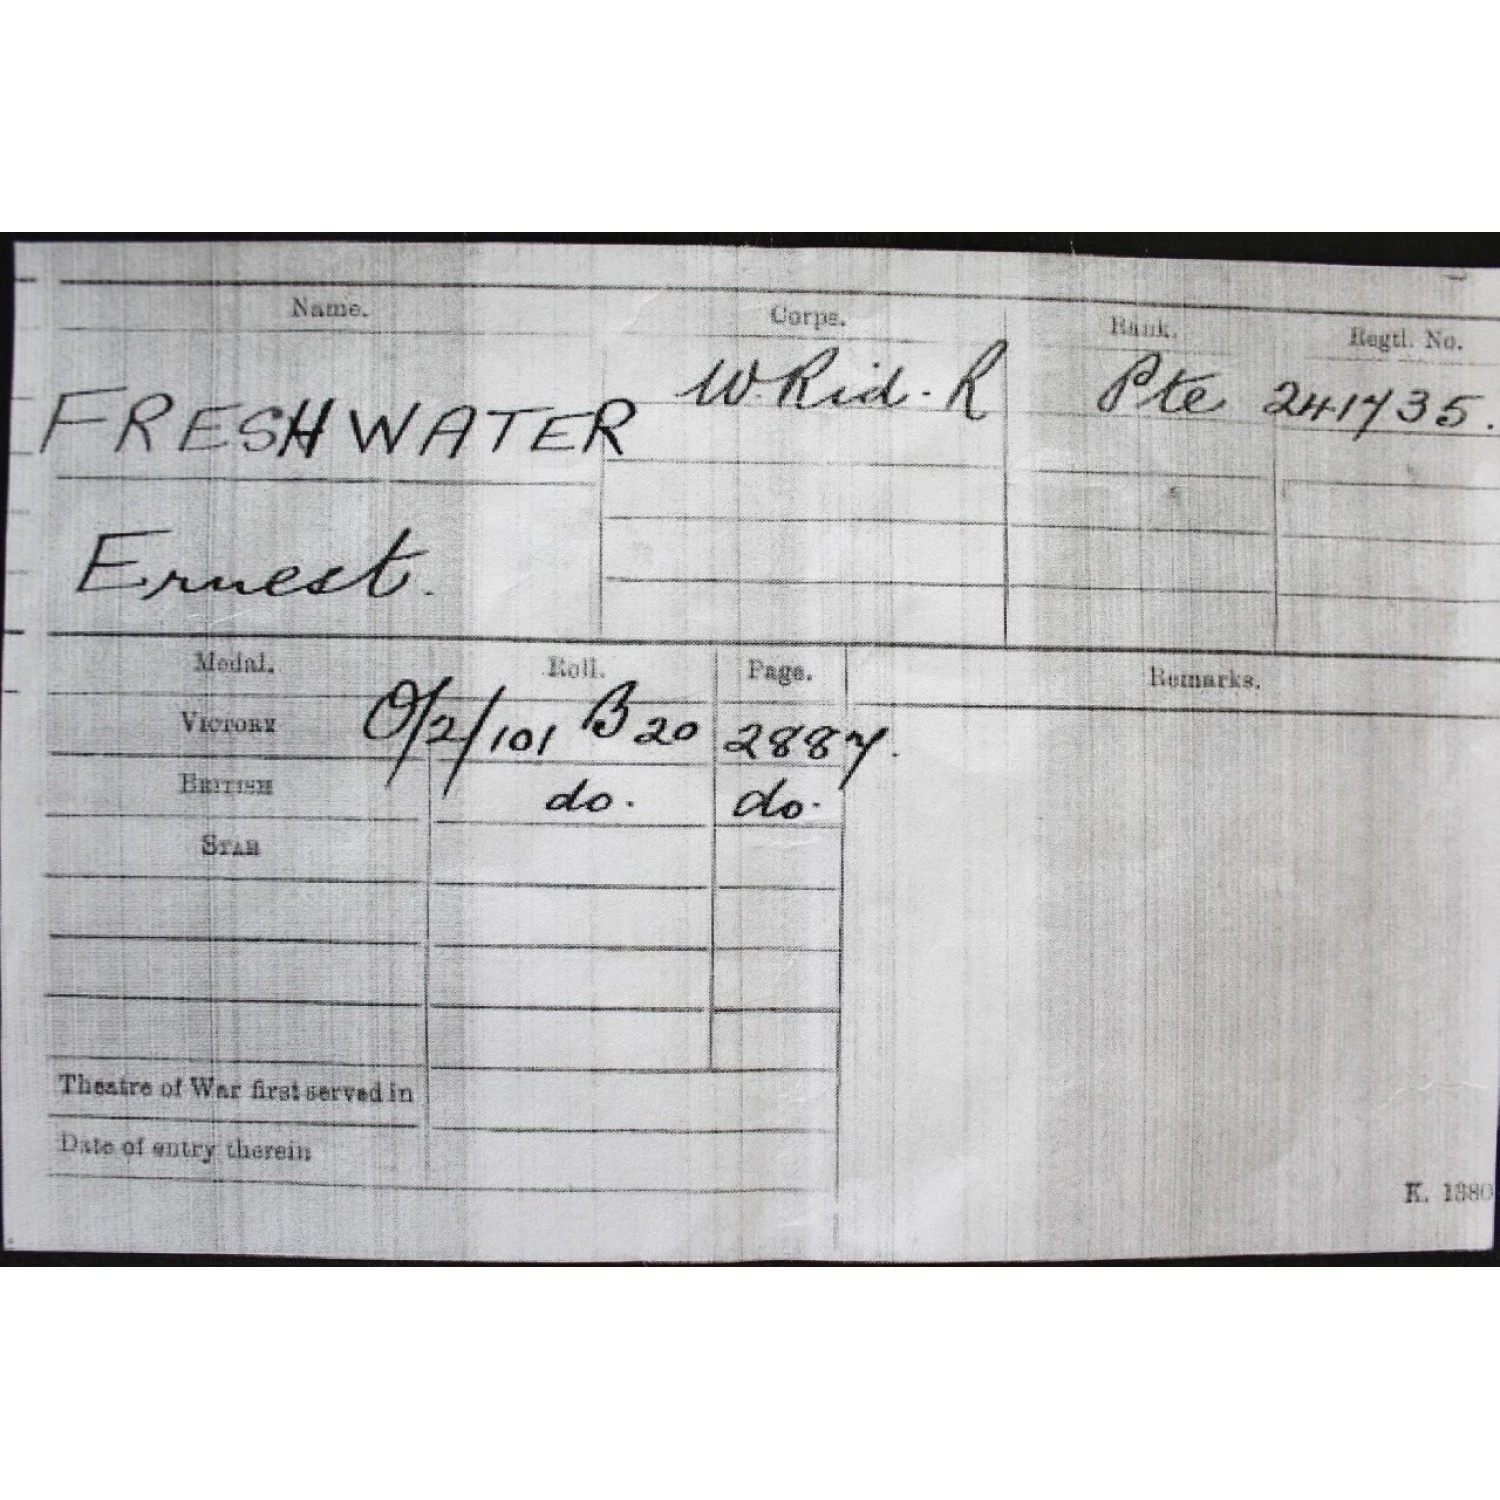 Name. Corps. Rank. Regtl. No.
FRESHWATER W. Rid. R Pte 241735.
Ernest.
Medal. Roll. Page. Remarks.
VICTORY O/2/101 B20 2887.
BRITISH do. do.
STAR
Theatre of War first served in
Date of entry therein
K. 1380